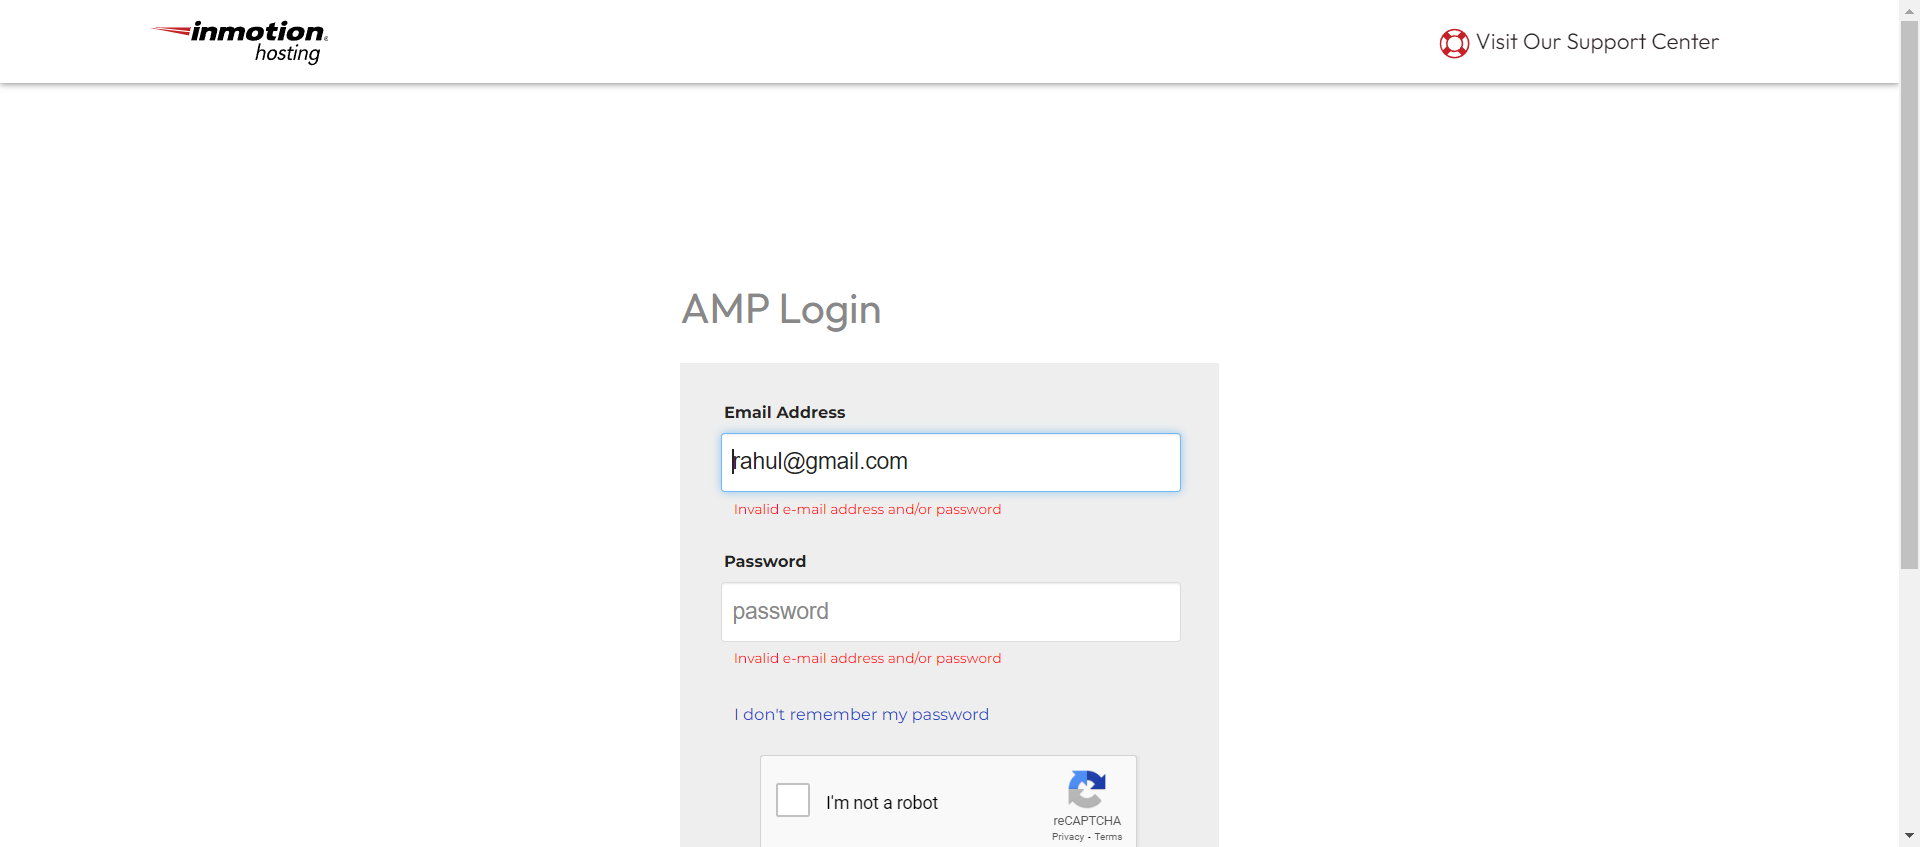 inmotion
hosting
Visit Our Support Center
AMP Login
Email Address
rahul@gmail.com
Invalid e-mail address and/or password
Password
password
Invalid e-mail address and/or password
I don't remember my password
I'm not a robot
reCAPTCHA
Privacy - Terms